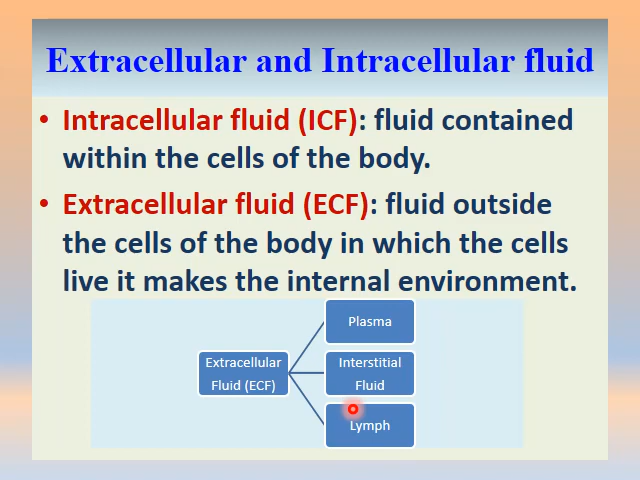 Extracellular and Intracellular fluid
• Intracellular fluid (ICF): fluid contained
within the cells of the body.
• Extracellular fluid (ECF): fluid outside
the cells of the body in which the cells
live it makes the internal environment.
Extracellular
Fluid (ECF)
Plasma
Interstitial
Fluid
Lymph